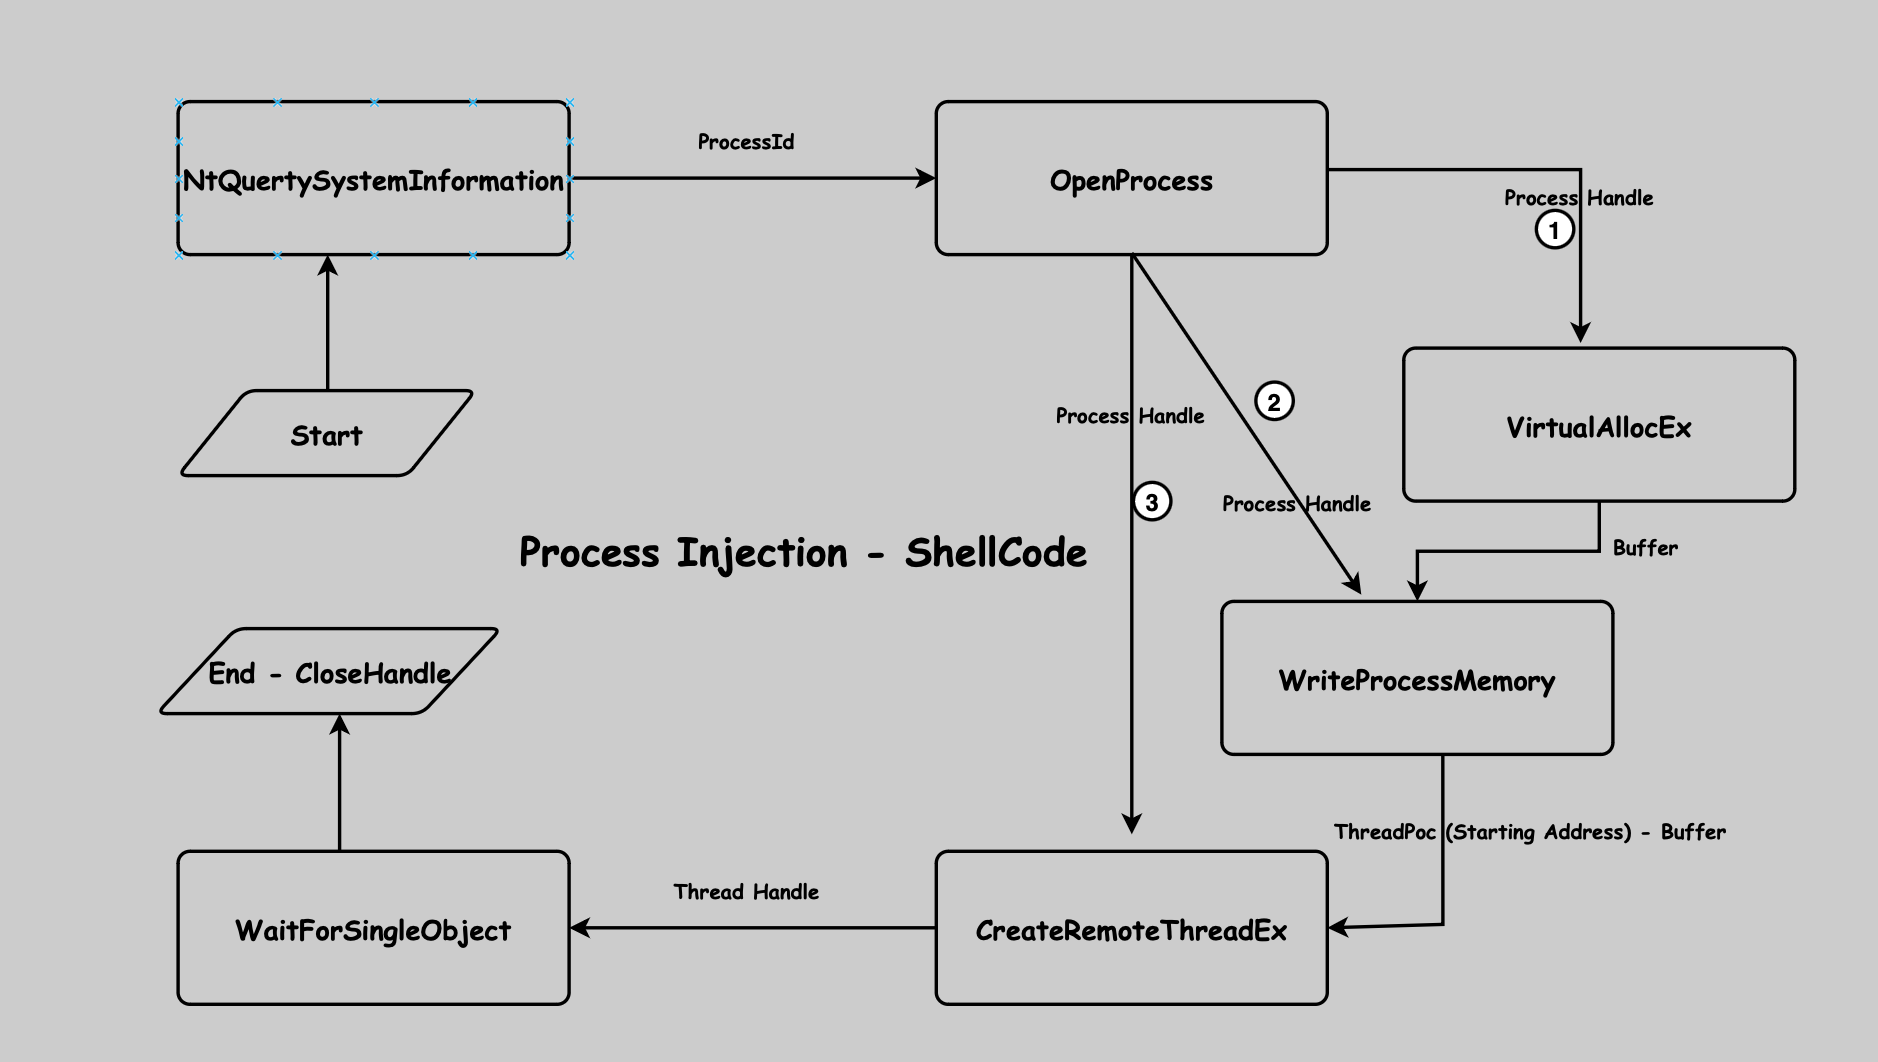 ProcessId
NtQuertySystemInformation
OpenProcess
Process Handle
1
Start
Process Handle
2
VirtualAllocEx
3
Process Handle
Process Injection - ShellCode
Buffer
End - CloseHandle
WriteProcessMemory
ThreadPoc (Starting Address) - Buffer
Thread Handle
WaitForSingleObject
CreateRemoteThreadEx